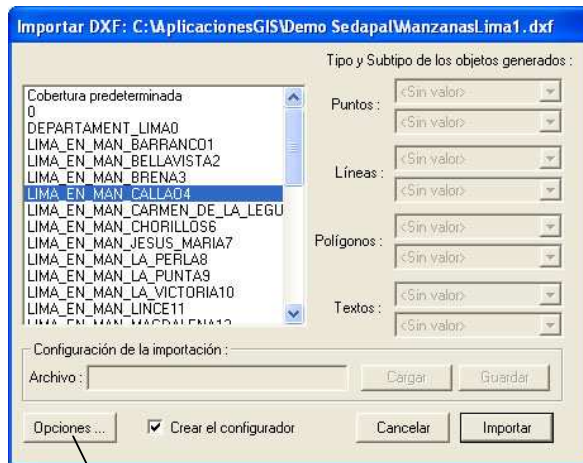 Importar DXF: C:\AplicacionesGIS\Demo Sedapal\ManzanasLima1.dxf
Tipo y Subtipo de los objetos generados :
Cobertura predeterminada
0
DEPARTAMENT_LIMA0
LIMA_EN_MAN_BARRANCO1
LIMA_EN_MAN_BELLAVISTA2
LIMA_EN_MAN_BRENA3
LIMA_EN_MAN_CALLAO4
LIMA_EN_MAN_CARMEN_DE_LA_LEGU
LIMA_EN_MAN_CHORILLOS6
LIMA_EN_MAN_JESUS_MARIA7
LIMA_EN_MAN_LA_PERLA8
LIMA_EN_MAN_LA_PUNTA9
LIMA_EN_MAN_LA_VICTORIA10
LIMA_EN_MAN_LINCE11
LIMA_EN_MAN_MAGDALENA12
Puntos :
<Sin valor>
<Sin valor>
Líneas :
<Sin valor>
<Sin valor>
Polígonos :
<Sin valor>
<Sin valor>
Textos :
<Sin valor>
<Sin valor>
Configuración de la importación :
Archivo :
Cargar
Guardar
Opciones ...
Crear el configurador
Cancelar
Importar